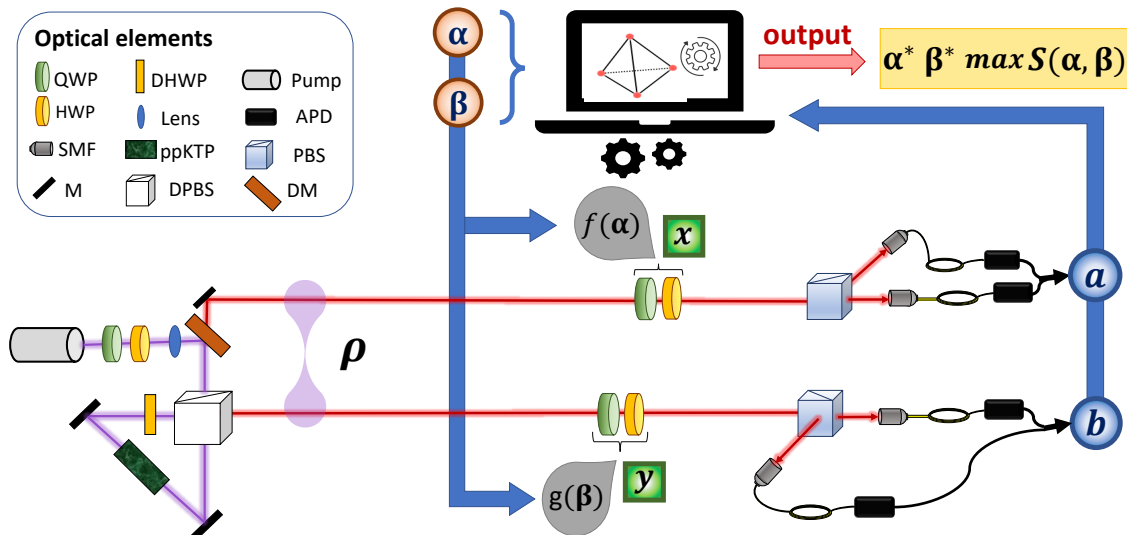 Optical elements
QWP
DHWP
Pump
HWP
Lens
APD
SMF
ppKTP
PBS
M
DPBS
DM
α
β
output
α* β* max S(α, β)
f(α)
x
a
ρ
b
y
g(β)